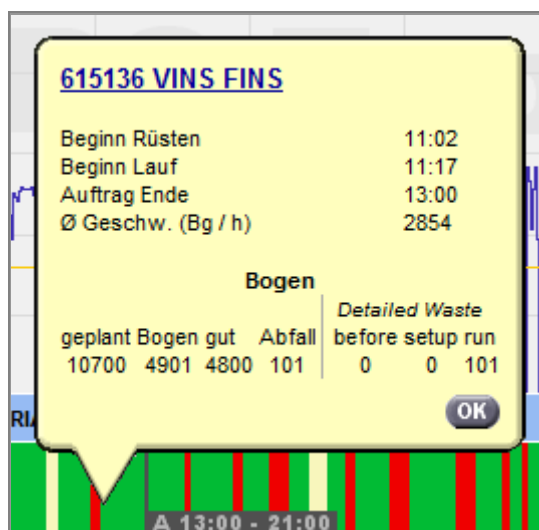 615136 VINS FINS
Beginn Rüsten 11:02
Beginn Lauf 11:17
Auftrag Ende 13:00
Ø Geschw. (Bg / h) 2854
Bogen
Detailed Waste
geplant Bogen gut Abfall before setup run
10700 4901 4800 101 0 0 101
OK
A 13:00 - 21:00